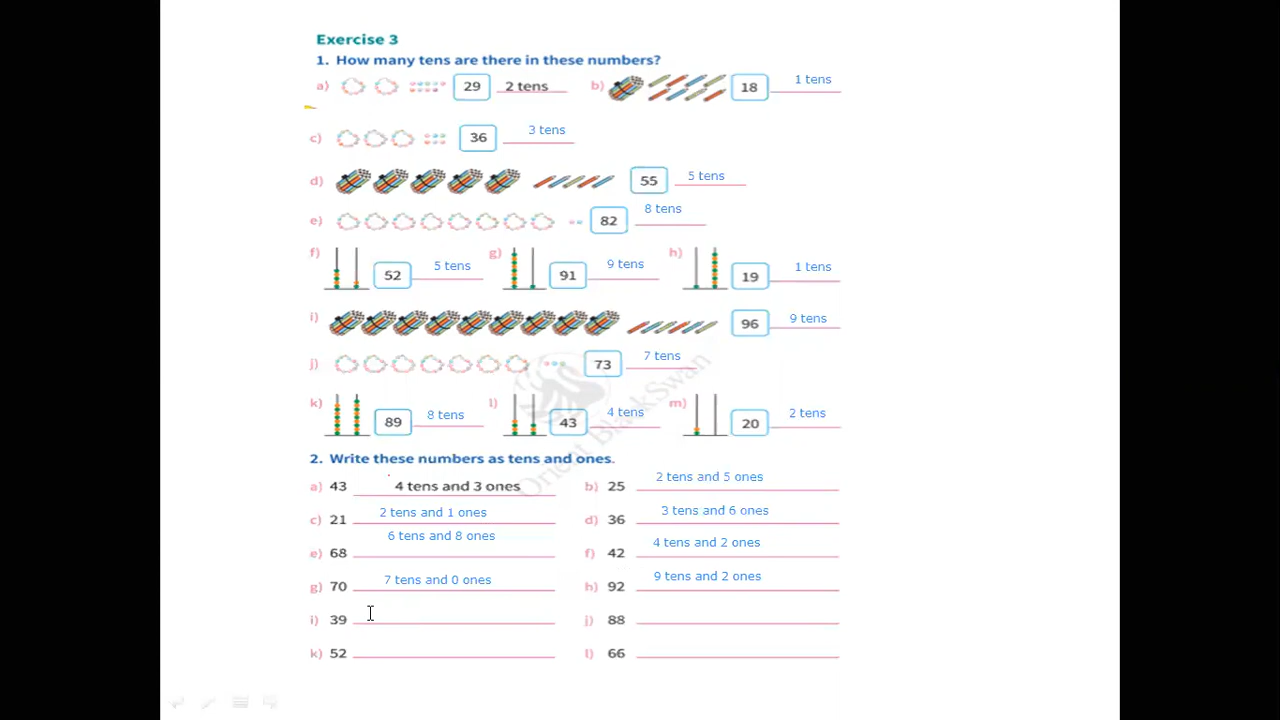 Exercise 3
1. How many tens are there in these numbers?
a) 29 2 tens b) 18 1 tens
c) 36 3 tens
d) 55 5 tens
e) 82 8 tens
f) 52 5 tens g) 91 9 tens h) 19 1 tens
i) 96 9 tens
j) 73 7 tens
k) 89 8 tens l) 43 4 tens m) 20 2 tens
2. Write these numbers as tens and ones.
a) 43 4 tens and 3 ones b) 25 2 tens and 5 ones
c) 21 2 tens and 1 ones d) 36 3 tens and 6 ones
e) 68 6 tens and 8 ones f) 42 4 tens and 2 ones
g) 70 7 tens and 0 ones h) 92 9 tens and 2 ones
i) 39 j) 88
k) 52 l) 66
Orient BlackSwan